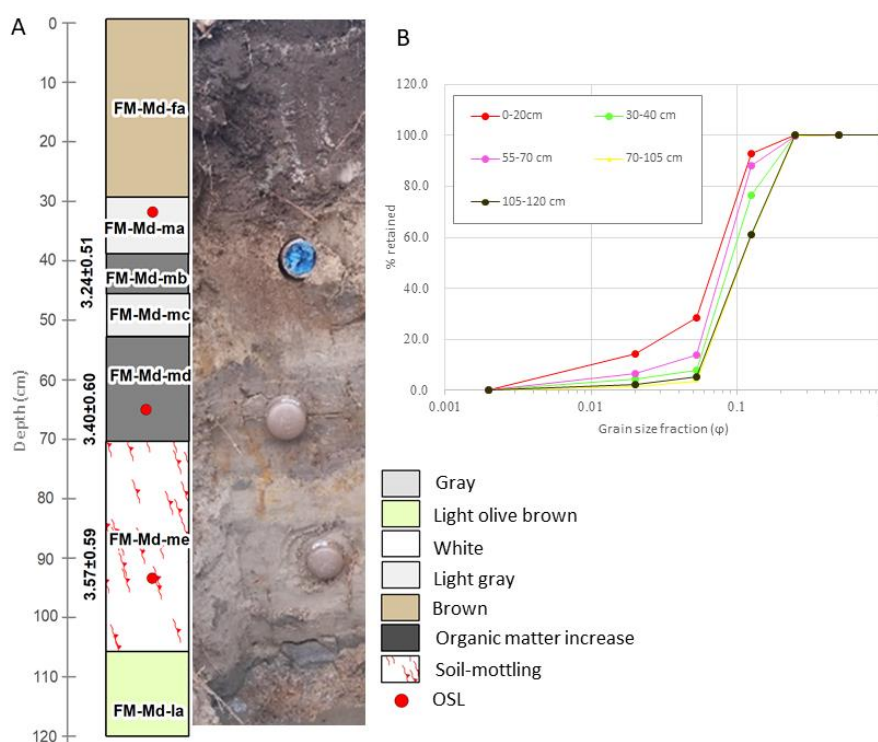 A
0
10
20
30
40
50
60
70
80
90
100
110
120
Depth (cm)
3.24±0.51
3.40±0.60
3.57±0.59
FM-Md-fa
FM-Md-ma
FM-Md-mb
FM-Md-mc
FM-Md-md
FM-Md-me
FM-Md-la
B
120.0
100.0
80.0
60.0
40.0
20.0
0.0
% retained
0-20cm
30-40 cm
55-70 cm
70-105 cm
105-120 cm
0.001
0.01
0.1
Grain size fraction (φ)
Gray
Light olive brown
White
Light gray
Brown
Organic matter increase
Soil-mottling
OSL